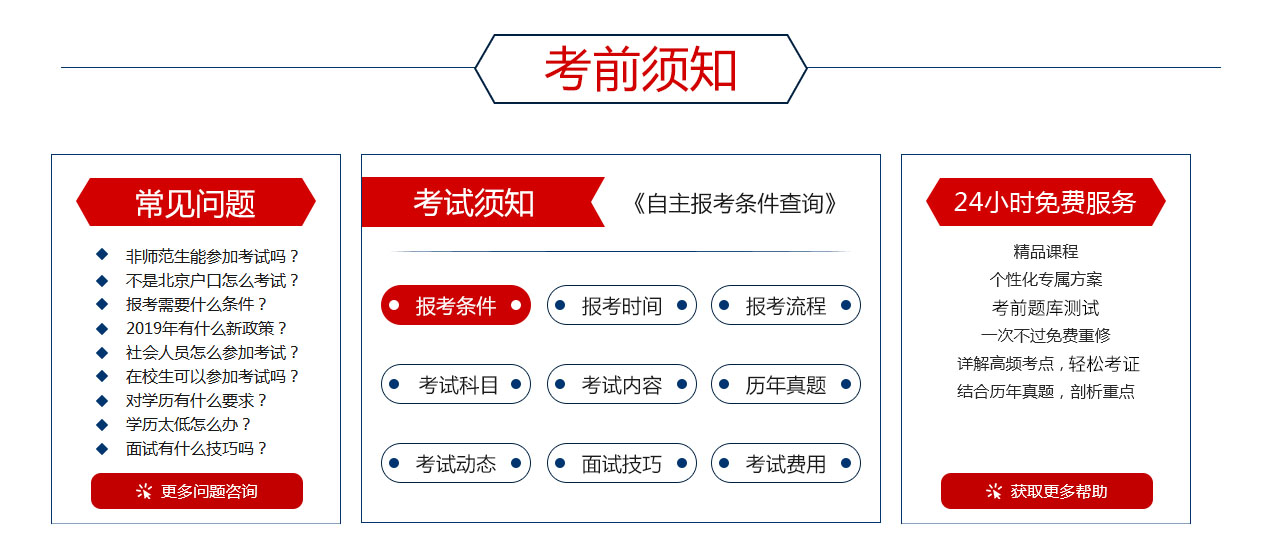 考前须知
常见问题
非师范生能参加考试吗？
不是北京户口怎么考试？
报考需要什么条件？
2019年有什么新政策？
社会人员怎么参加考试？
在校生可以参加考试吗？
对学历有什么要求？
学历太低怎么办？
面试有什么技巧吗？
更多问题咨询
考试须知
《自主报考条件查询》
报考条件
报考时间
报考流程
考试科目
考试内容
历年真题
考试动态
面试技巧
考试费用
24小时免费服务
精品课程
个性化专属方案
考前题库测试
一次不过免费重修
详解高频考点，轻松考证
结合历年真题，剖析重点
获取更多帮助